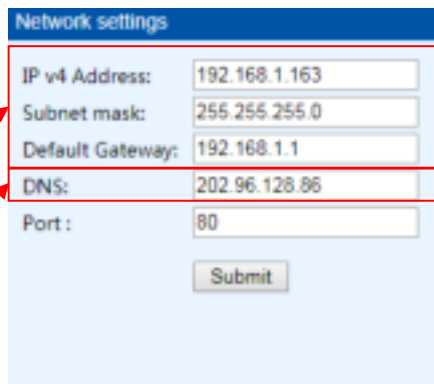 Network settings
IP v4 Address: 192.168.1.163
Subnet mask: 255.255.255.0
Default Gateway: 192.168.1.1
DNS: 202.96.128.86
Port : 80
Submit